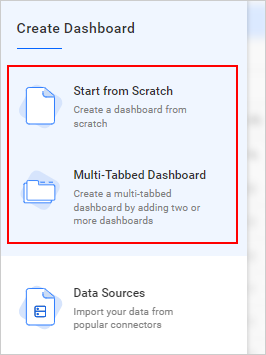 Create Dashboard
Start from Scratch
Create a dashboard from
scratch
Multi-Tabbed Dashboard
Create a multi-tabbed
dashboard by adding two or
more dashboards
Data Sources
Import your data from
popular connectors